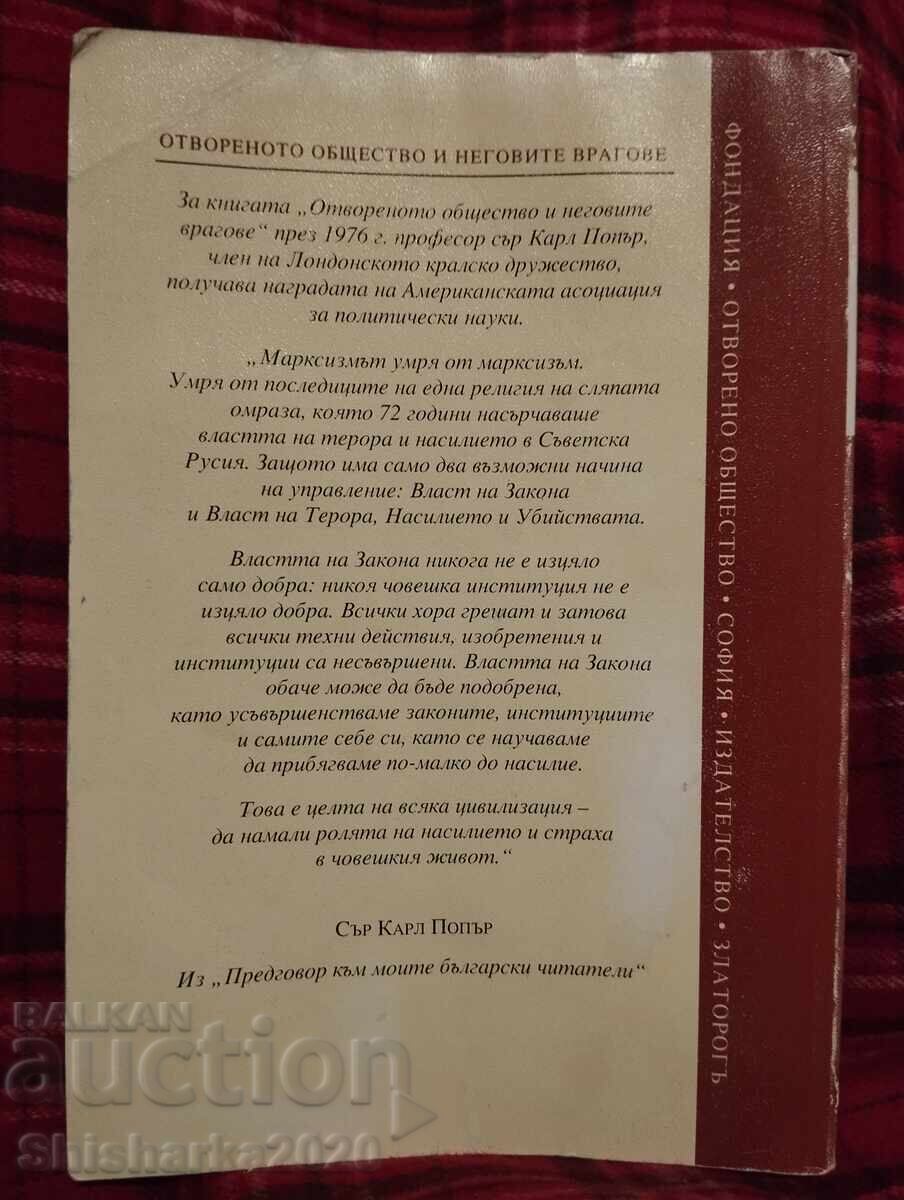 ОТВОРЕНОТО ОБЩЕСТВО И НЕГОВИТЕ ВРАГОВЕ
За книгата „Отвореното общество и неговите
врагове“ през 1976 г. професор сър Карл Попър,
член на Лондонското кралско дружество,
получава наградата на Американската асоциация
за политически науки.
„Марксизмът умря от марксизъм.
Умря от последиците на една религия на сляпата
омраза, която 72 години насърчаваше
властта на терора и насилието в Съветска
Русия. Защото има само два възможни начина
на управление: Власт на Закона
и Власт на Терора, Насилието и Убийствата.
Властта на Закона никога не е изцяло
само добра: никоя човешка институция не е
изцяло добра. Всички хора грешат и затова
всички техни действия, изобретения и
институции са несъвършени. Властта на Закона
обаче може да бъде подобрена,
като усъвършенстваме законите, институциите
и самите себе си, като се научаваме
да прибягваме по-малко до насилие.
Това е целта на всяка цивилизация –
да намали ролята на насилието и страха
в човешкия живот.“
Сър Карл Попър
Из „Предговор към моите български читатели“
ФОНДАЦИЯ • ОТВОРЕНО ОБЩЕСТВО • СОФИЯ • ИЗДАТЕЛСТВО • ЗЛАТОРОГЪ
BALKAN
auction
Shisharka2020